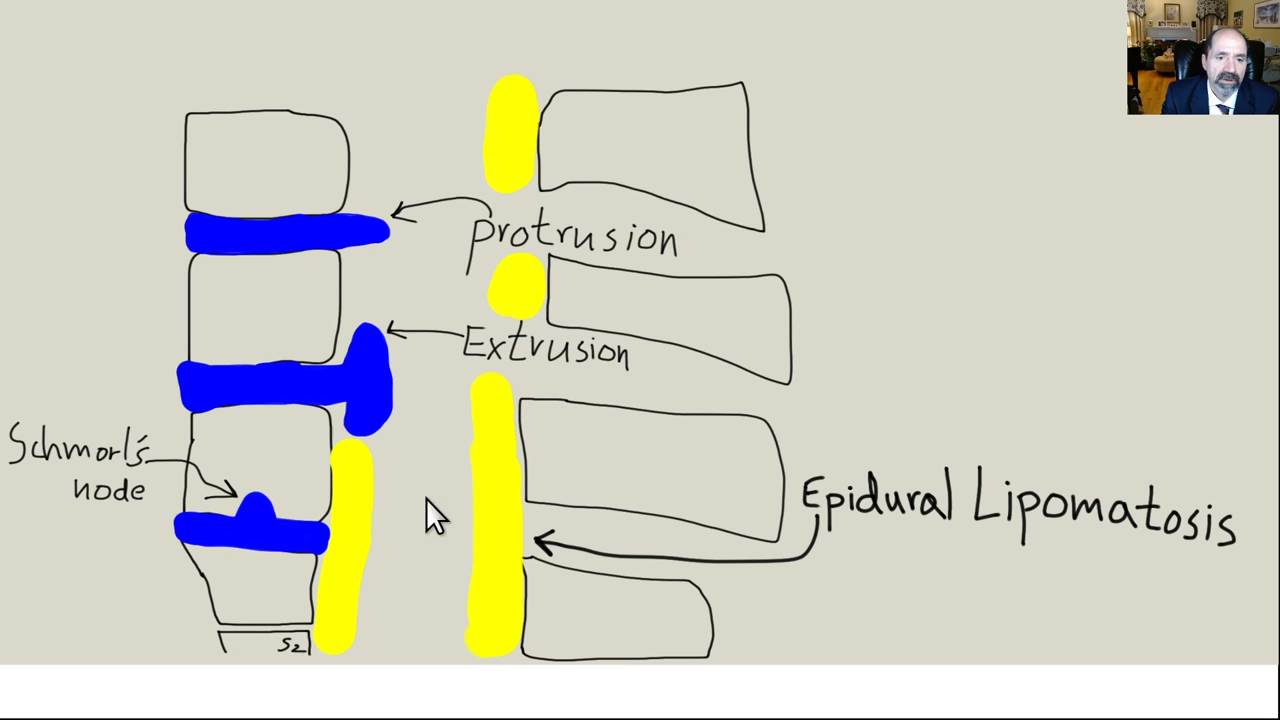 Protrusion
Extrusion
Schmorl's
node
Epidural Lipomatosis
S2